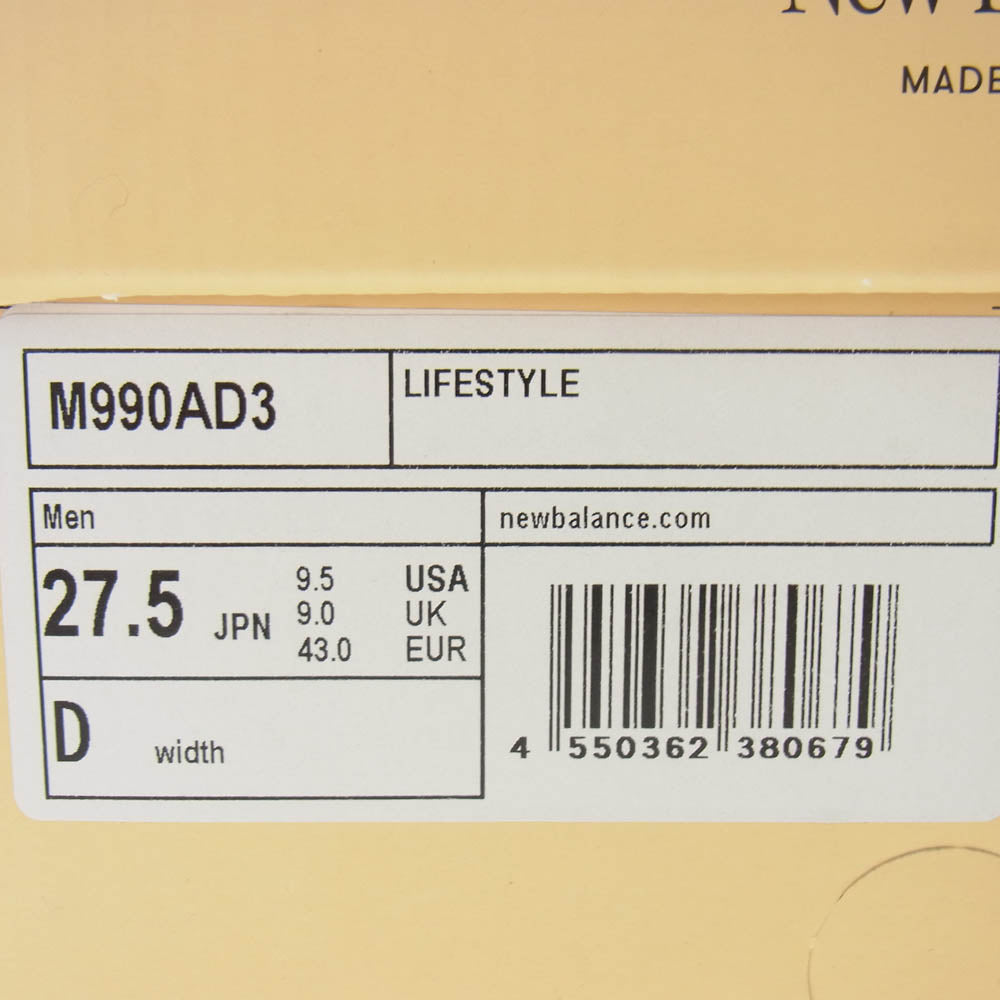 MADE
M990AD3
LIFESTYLE
Men
newbalance.com
27.5 JPN
9.5 USA
9.0 UK
43.0 EUR
D width
4 550362 380679